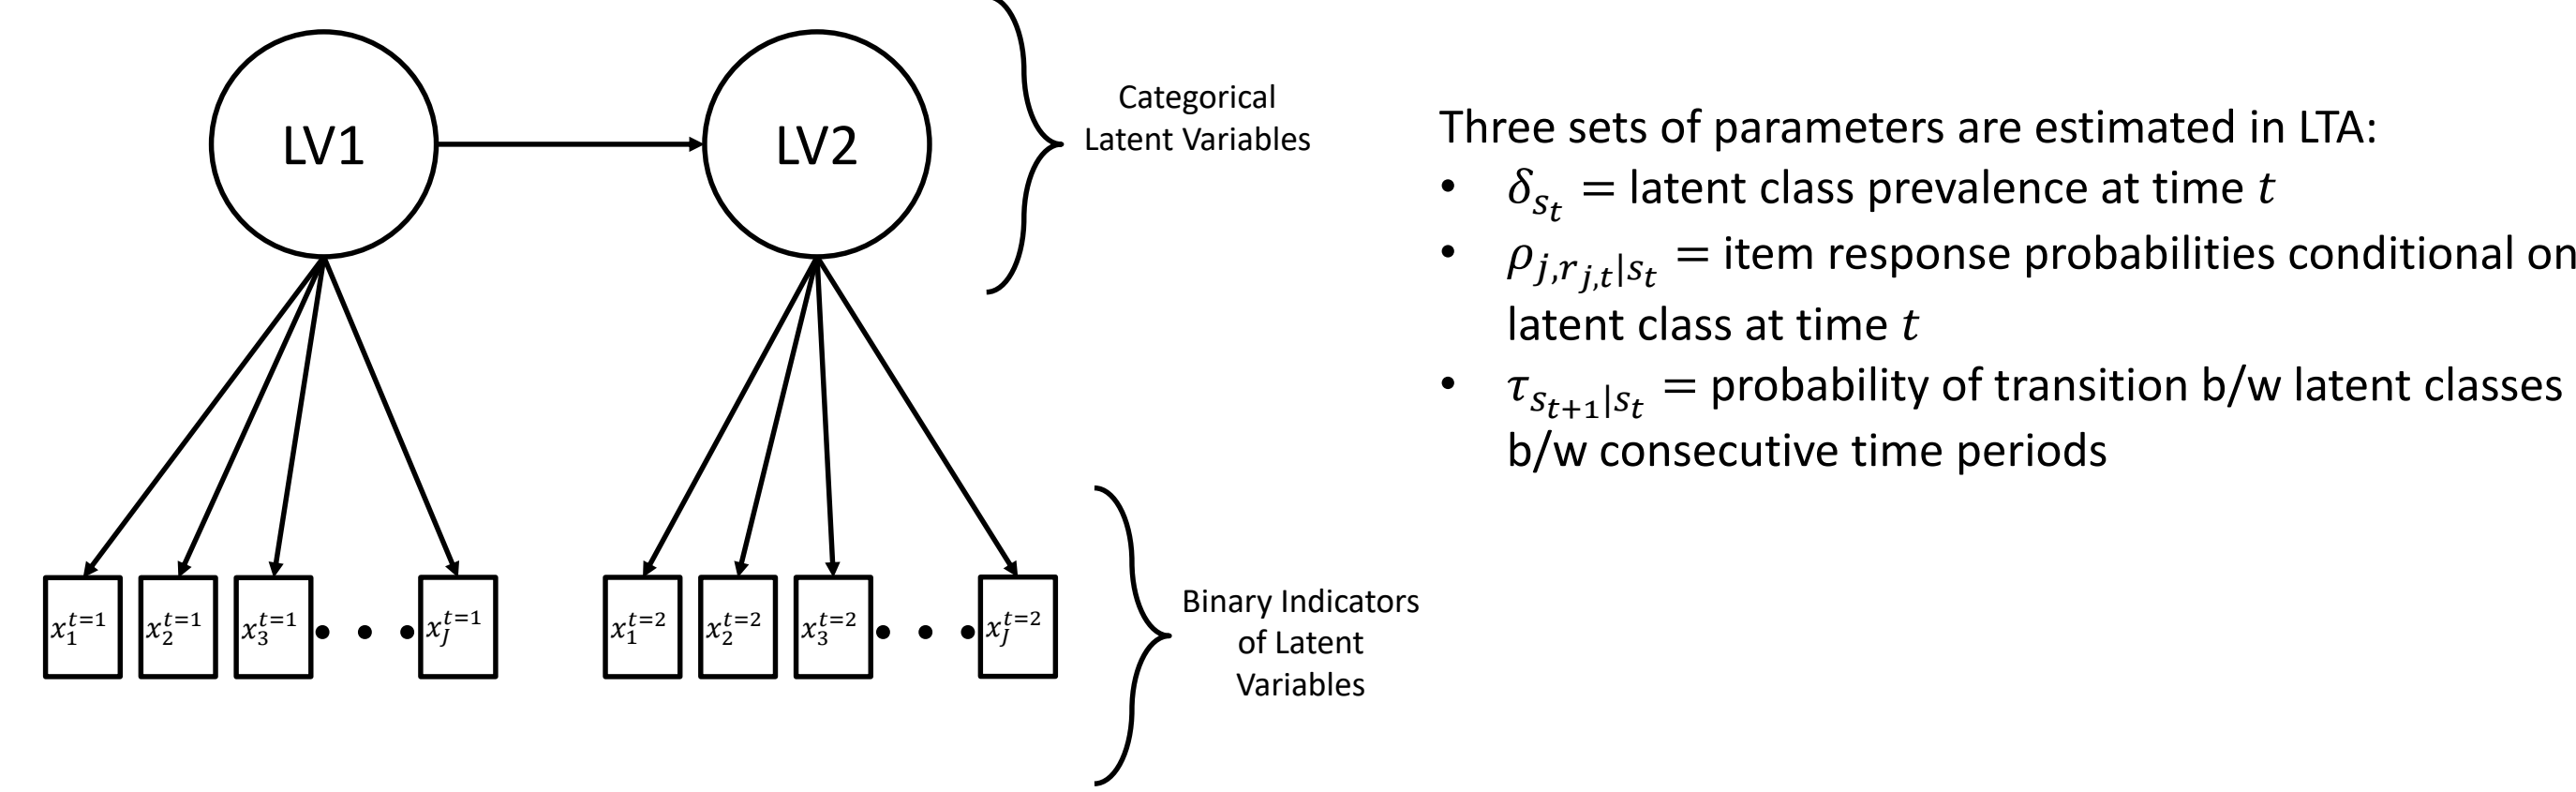 LV1
LV2
Categorical
Latent Variables
x_1^{t=1} x_2^{t=1} x_3^{t=1} • • • x_J^{t=1}
x_1^{t=2} x_2^{t=2} x_3^{t=2} • • • x_J^{t=2}
Binary Indicators
of Latent
Variables
Three sets of parameters are estimated in LTA:
• δ_{s_t} = latent class prevalence at time t
• ρ_{j,r_{j,t}|s_t} = item response probabilities conditional on
latent class at time t
• τ_{s_{t+1}|s_t} = probability of transition b/w latent classes
b/w consecutive time periods